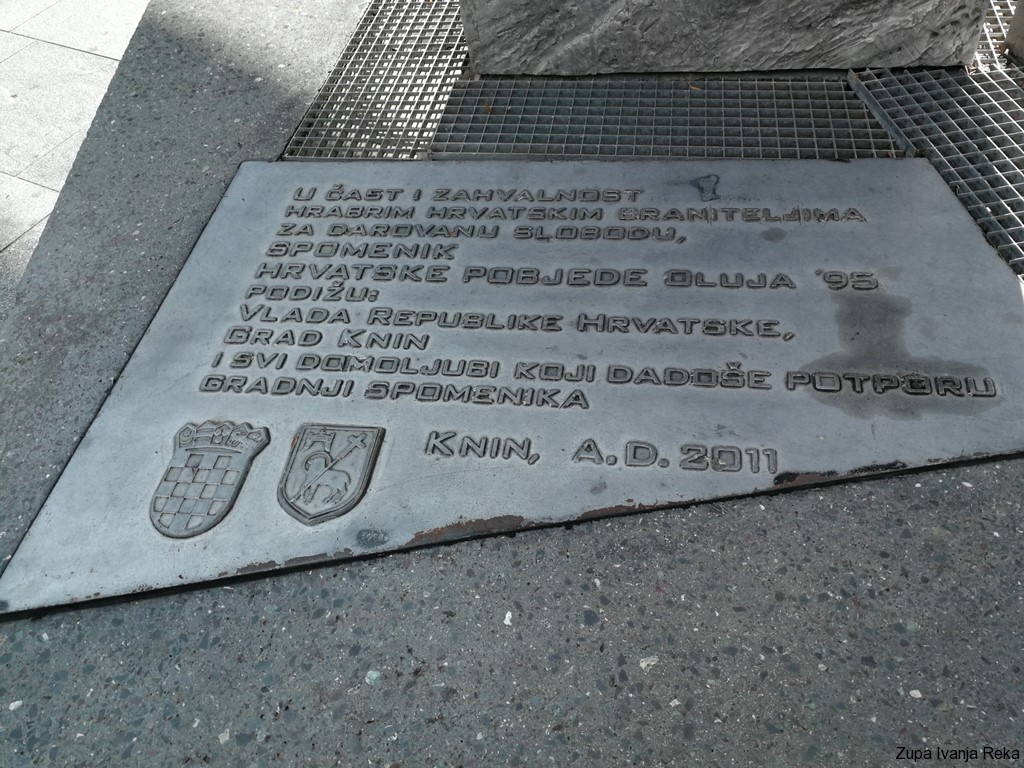 U ČAST I ZAHVALNOST
HRABRIM HRVATSKIM BRANITELJIMA
ZA DAROVANU SLOBODU,
SPOMENIK
HRVATSKE POBJEDE OLUJA '95
PODIŽU:
VLADA REPUBLIKE HRVATSKE,
GRAD KNIN
I SVI DOMOLJUBI KOJI DADOŠE POTPORU
GRADNJI SPOMENIKA
KNIN, A.D. 2011
Zupa Ivanja Reka